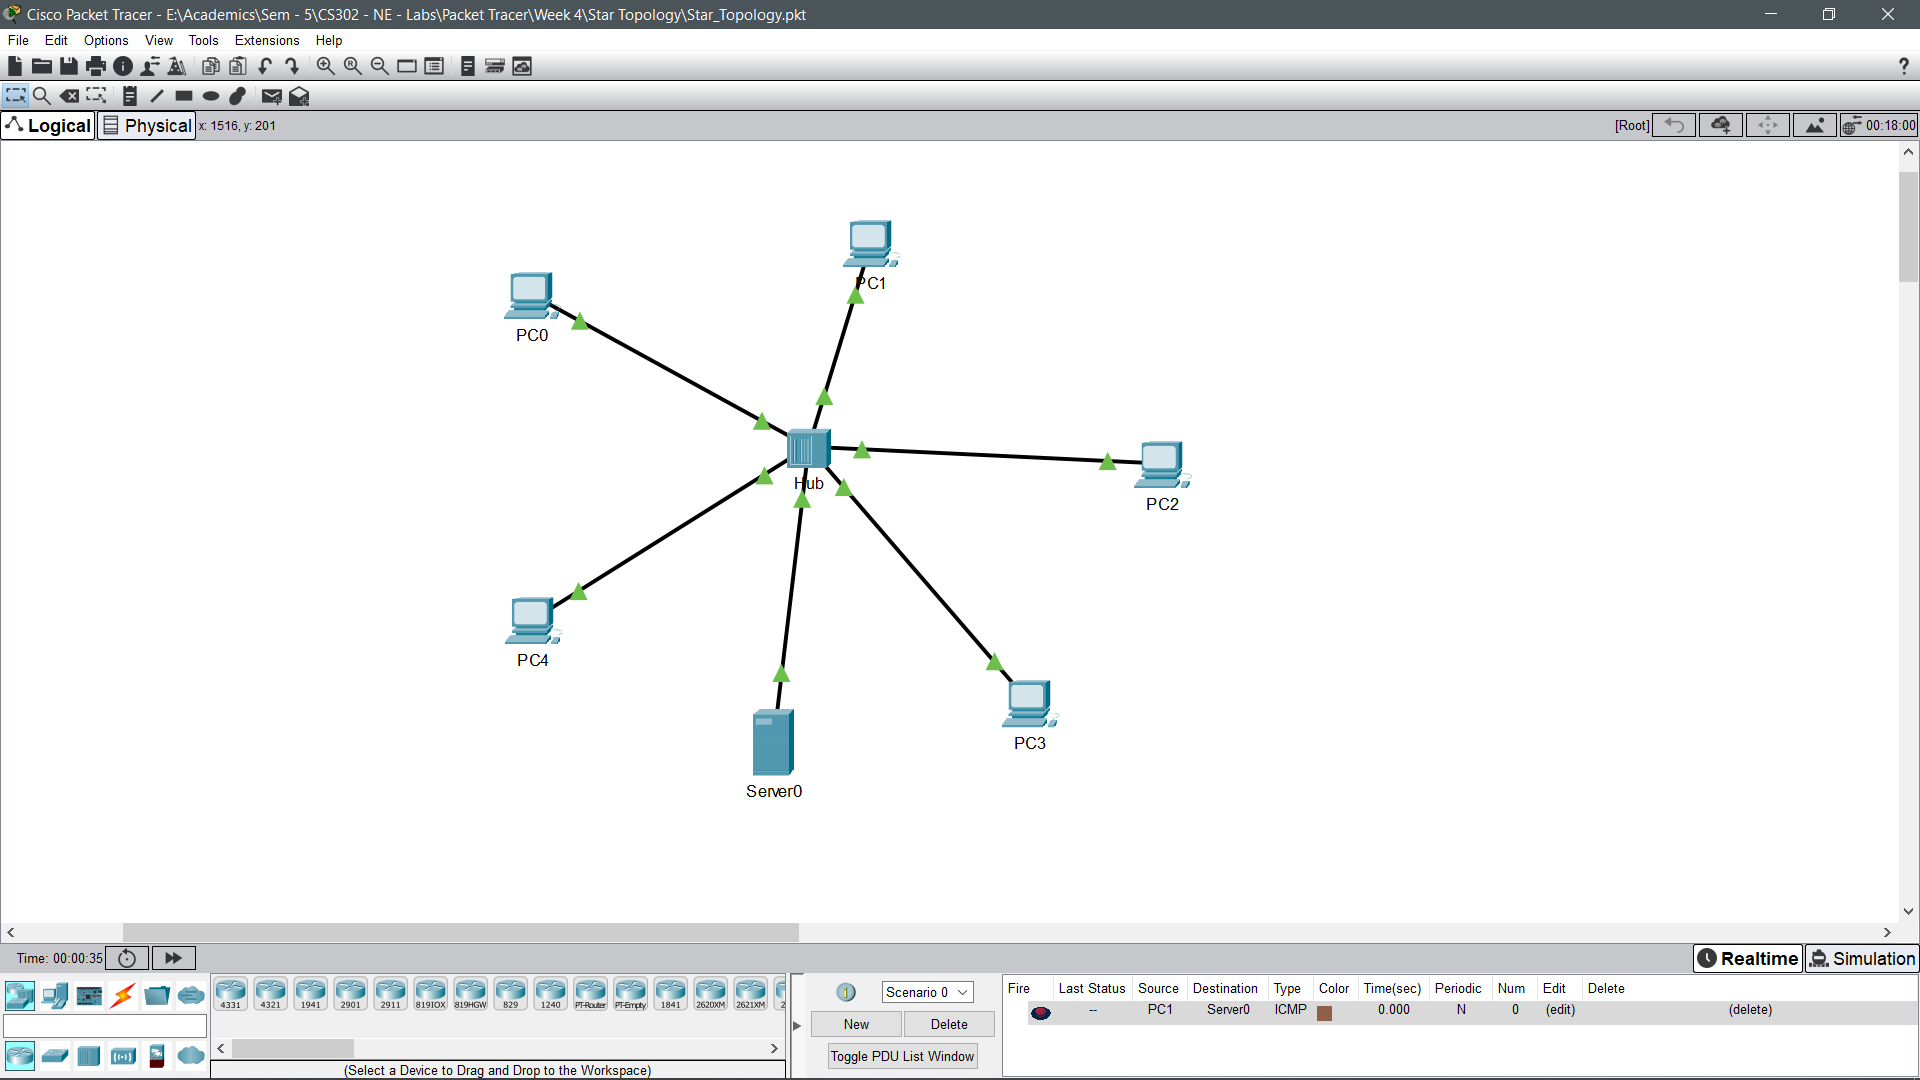 Cisco Packet Tracer - E:\Academics\Sem - 5\CS302 - NE - Labs\Packet Tracer\Week 4\Star Topology\Star_Topology.pkt
File Edit Options View Tools Extensions Help
?
Logical Physical x: 1516, y: 201 [Root] 00:18:00
PC1
PC0
Hub
PC2
PC4
PC3
Server0
Time: 00:00:35 Realtime Simulation
4331 4321 1941 2901 2911 819IOX 819HGW 829 1240 PT-Router PT-Empty 1841 2620XM 2621XM 2
(Select a Device to Drag and Drop to the Workspace)
Scenario 0
New Delete
Toggle PDU List Window
Fire Last Status Source Destination Type Color Time(sec) Periodic Num Edit Delete
-- PC1 Server0 ICMP 0.000 N 0 (edit) (delete)